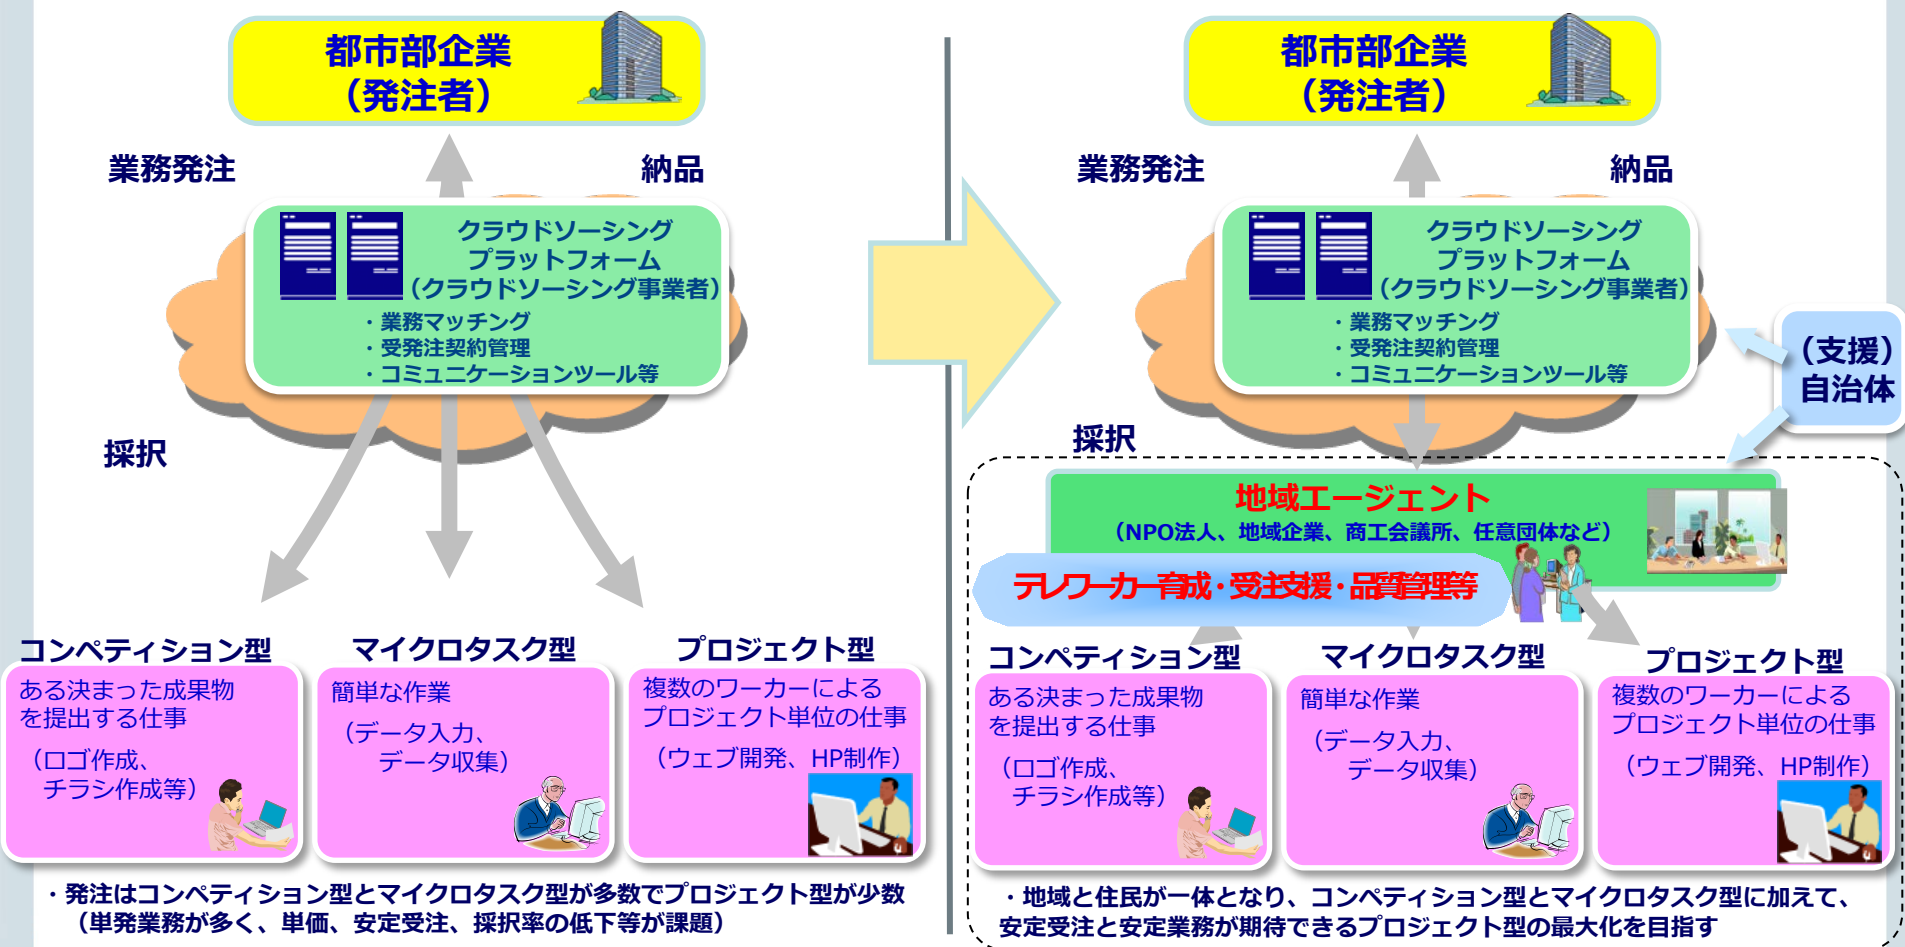 都市部企業
（発注者）
業務発注
納品
クラウドソーシング
プラットフォーム
（クラウドソーシング事業者）
・業務マッチング
・受発注契約管理
・コミュニケーションツール等
採択
コンペティション型
ある決まった成果物
を提出する仕事
（ロゴ作成、
チラシ作成等）
マイクロタスク型
簡単な作業
（データ入力、
データ収集）
プロジェクト型
複数のワーカーによる
プロジェクト単位の仕事
（ウェブ開発、HP制作）
・発注はコンペティション型とマイクロタスク型が多数でプロジェクト型が少数
（単発業務が多く、単価、安定受注、採択率の低下等が課題）
都市部企業
（発注者）
業務発注
納品
クラウドソーシング
プラットフォーム
（クラウドソーシング事業者）
・業務マッチング
・受発注契約管理
・コミュニケーションツール等
（支援）
自治体
採択
地域エージェント
（NPO法人、地域企業、商工会議所、任意団体など）
テレワーカー育成・受注支援・品質管理等
コンペティション型
ある決まった成果物
を提出する仕事
（ロゴ作成、
チラシ作成等）
マイクロタスク型
簡単な作業
（データ入力、
データ収集）
プロジェクト型
複数のワーカーによる
プロジェクト単位の仕事
（ウェブ開発、HP制作）
・地域と住民が一体となり、コンペティション型とマイクロタスク型に加えて、
安定受注と安定業務が期待できるプロジェクト型の最大化を目指す